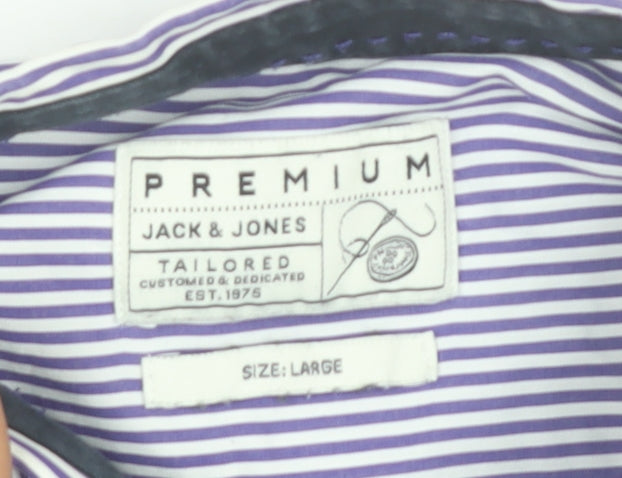 PREMIUM
JACK & JONES
TAILORED
CUSTOMED & DEDICATED
EST. 1975
SIZE: LARGE